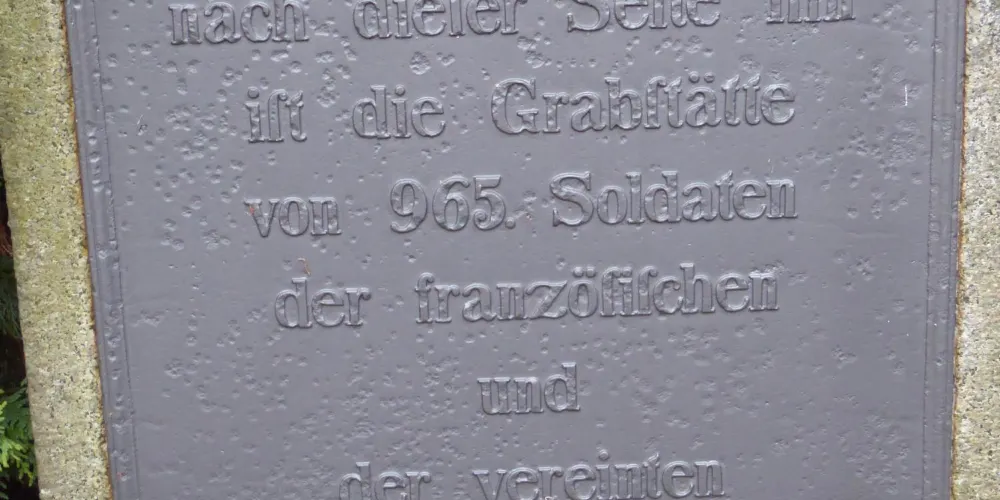 nach dieſer Seite hin
iſt die Grabſtätte
von 965. Soldaten
der franzöſiſchen
und
der vereinten